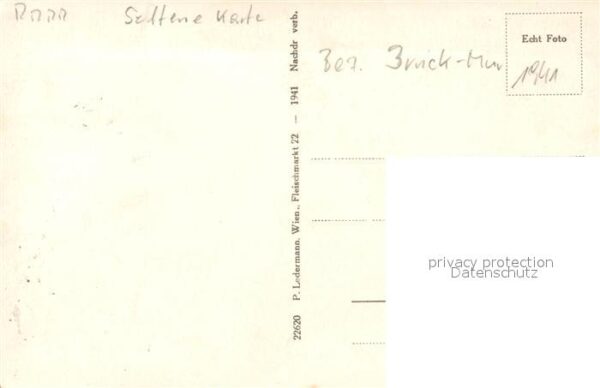 Seltene Karte
Bez. Bruck-Mur
Echt Foto
1941
22620 P. Ledermann, Wien I., Fleischmarkt 22 — 1941 Nachdr verb.
privacy protection
Datenschutz